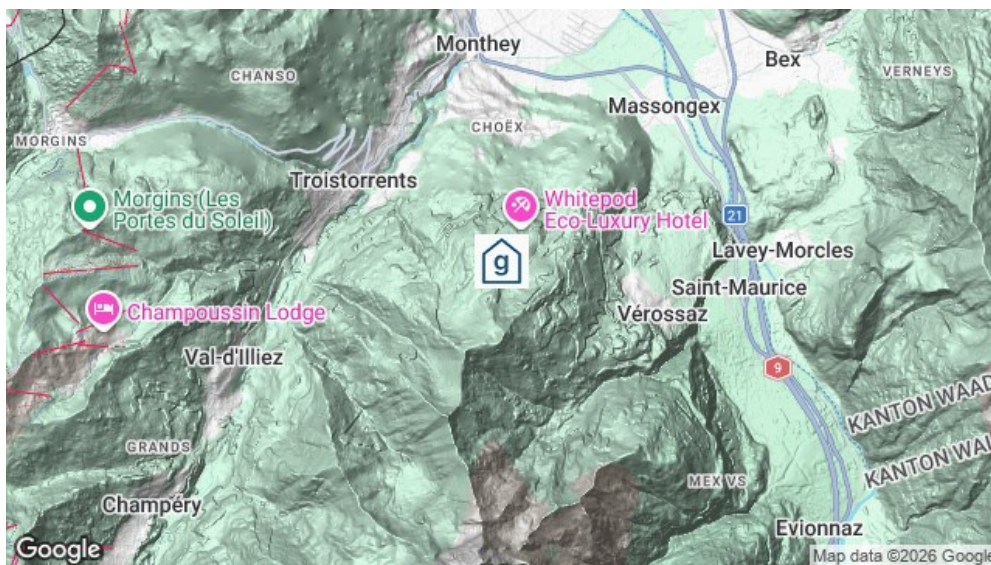 Monthey
Bex
CHANSO
VERNEYS
Massongex
CHOËX
MORGINS
Troistorrents
Morgins (Les
Portes du Soleil)
Whitepod
Eco-Luxury Hotel
21
Lavey-Morcles
g
Saint-Maurice
Champoussin Lodge
Vérossaz
Val-d'Illiez
9
KANTON WAAD
GRANDS
KANTON WAL
MEX VS
Champéry
Evionnaz
Google
Map data ©2026 Google